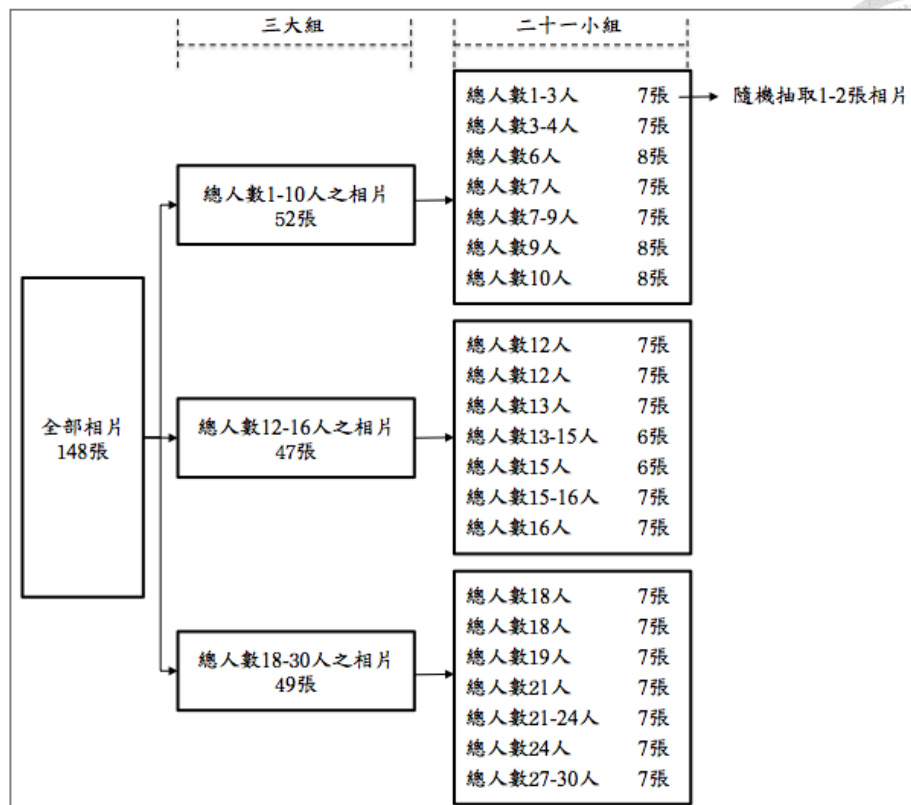 三大組
二十一小組
總人數1-3人 7張
隨機抽取1-2張相片
總人數3-4人 7張
總人數6人 8張
總人數7人 7張
總人數7-9人 7張
總人數9人 8張
總人數10人 8張
總人數1-10人之相片
52張
總人數12人 7張
總人數12人 7張
總人數13人 7張
總人數13-15人 6張
總人數15人 6張
總人數15-16人 7張
總人數16人 7張
總人數12-16人之相片
47張
全部相片
148張
總人數18人 7張
總人數18人 7張
總人數19人 7張
總人數21人 7張
總人數21-24人 7張
總人數24人 7張
總人數27-30人 7張
總人數18-30人之相片
49張